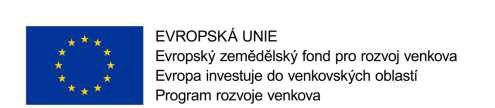 EVROPSKÁ UNIE
Evropský zemědělský fond pro rozvoj venkova
Evropa investuje do venkovských oblastí
Program rozvoje venkova